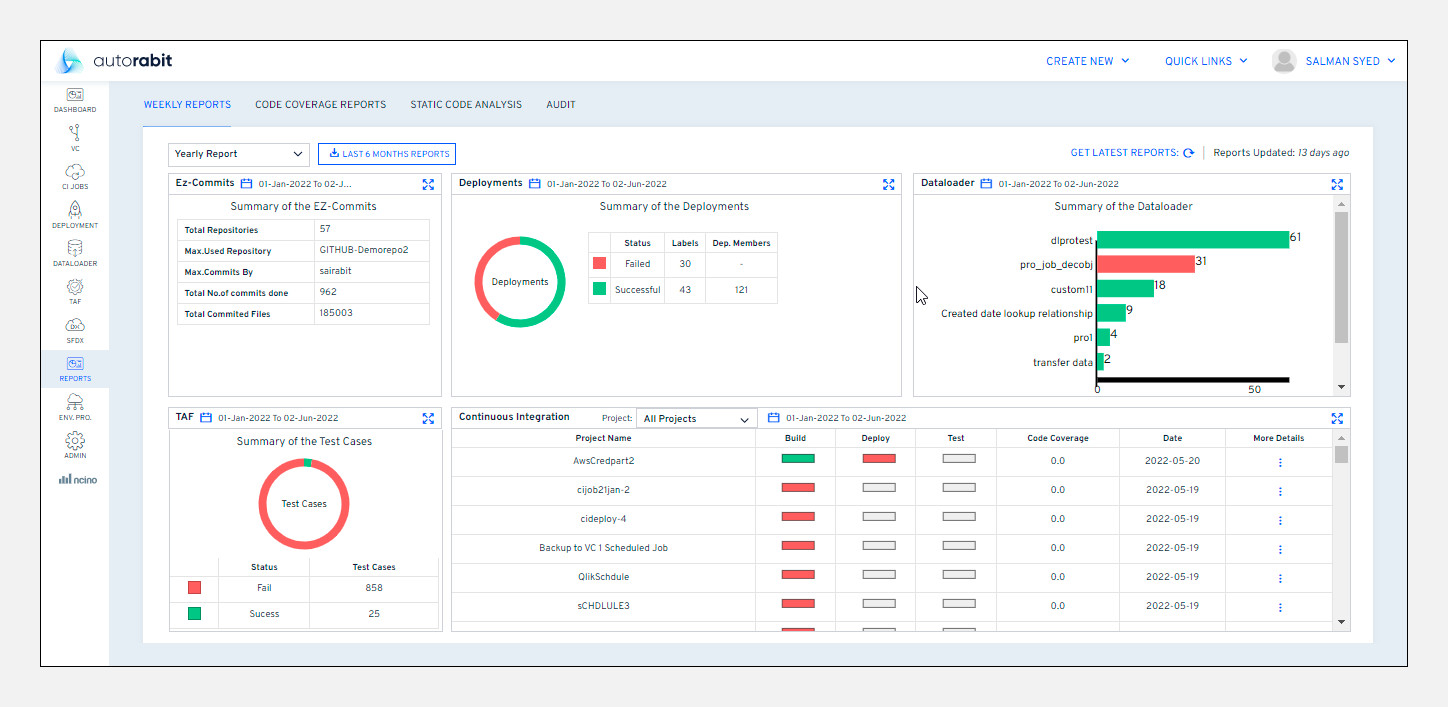 autorabit
CREATE NEW
QUICK LINKS
SALMAN SYED
DASHBOARD
VC
CI JOBS
DEPLOYMENT
DATALOADER
TAF
SFDX
REPORTS
ENV. PRO.
ADMIN
ncino
WEEKLY REPORTS CODE COVERAGE REPORTS STATIC CODE ANALYSIS AUDIT
Yearly Report
LAST 6 MONTHS REPORTS
GET LATEST REPORTS:
Reports Updated: 13 days ago
Ez-Commits 01-Jan-2022 To 02-J...
Summary of the EZ-Commits
Total Repositories 57
Max.Used Repository GITHUB-Demorepo2
Max.Commits By sairabit
Total No.of commits done 962
Total Commited Files 185003
Deployments 01-Jan-2022 To 02-Jun-2022
Summary of the Deployments
Deployments
Status Labels Dep. Members
Failed 30 -
Successful 43 121
Dataloader 01-Jan-2022 To 02-Jun-2022
Summary of the Dataloader
dlprotest 61
pro_job_decobj 31
custom11 18
Created date lookup relationship 9
pro1 4
transfer data 2
0 50
TAF 01-Jan-2022 To 02-Jun-2022
Summary of the Test Cases
Test Cases
Status Test Cases
Fail 858
Sucess 25
Continuous Integration Project: All Projects 01-Jan-2022 To 02-Jun-2022
Project Name Build Deploy Test Code Coverage Date More Details
AwsCredpart2 0.0 2022-05-20
cijob21jan-2 0.0 2022-05-19
cideploy-4 0.0 2022-05-19
Backup to VC 1 Scheduled Job 0.0 2022-05-19
QlikSchdule 0.0 2022-05-19
sCHDLULE3 0.0 2022-05-19